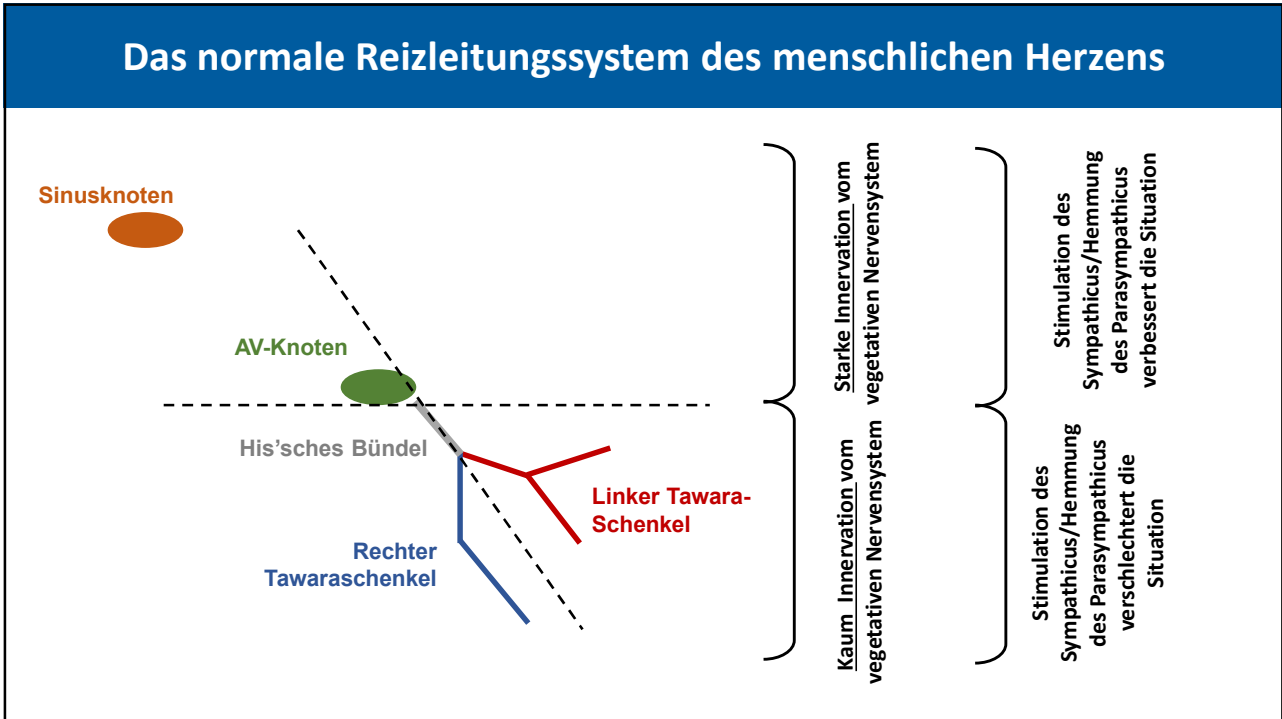 Das normale Reizleitungssystem des menschlichen Herzens
Sinusknoten
AV-Knoten
His’sches Bündel
Linker Tawara-
Schenkel
Rechter
Tawaraschenkel
Starke Innervation vom
vegetativen Nervensystem
Kaum Innervation vom
vegetativen Nervensystem
Stimulation des
Sympathicus/Hemmung
des Parasympathicus
verbessert die Situation
Stimulation des
Sympathicus/Hemmung
des Parasympathicus
verschlechtert die
Situation